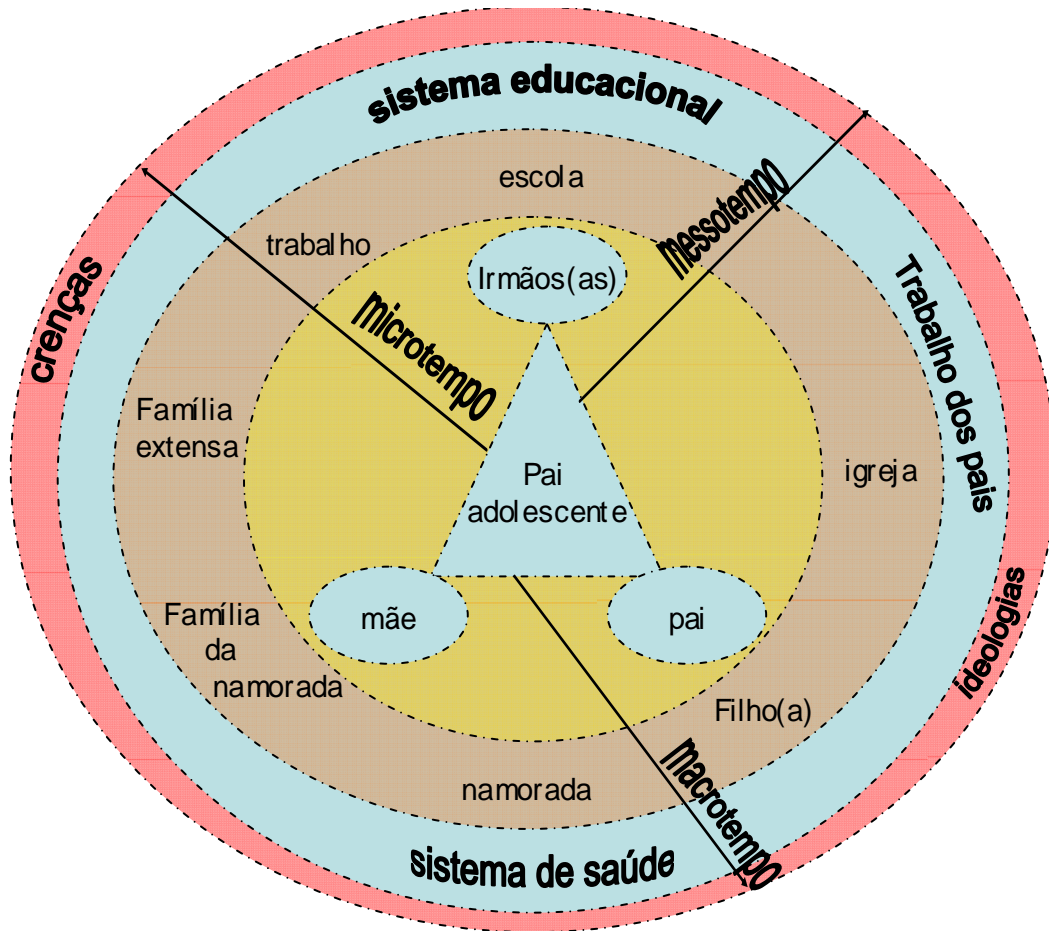 sistema educacional
escola
trabalho
messotempo
Irmãos(as)
crenças
microtempo
Trabalho dos pais
Família
extensa
igreja
Pai
adolescente
mãe
pai
Família
da
namorada
ideologias
Filho(a)
namorada
macrotempo
sistema de saúde